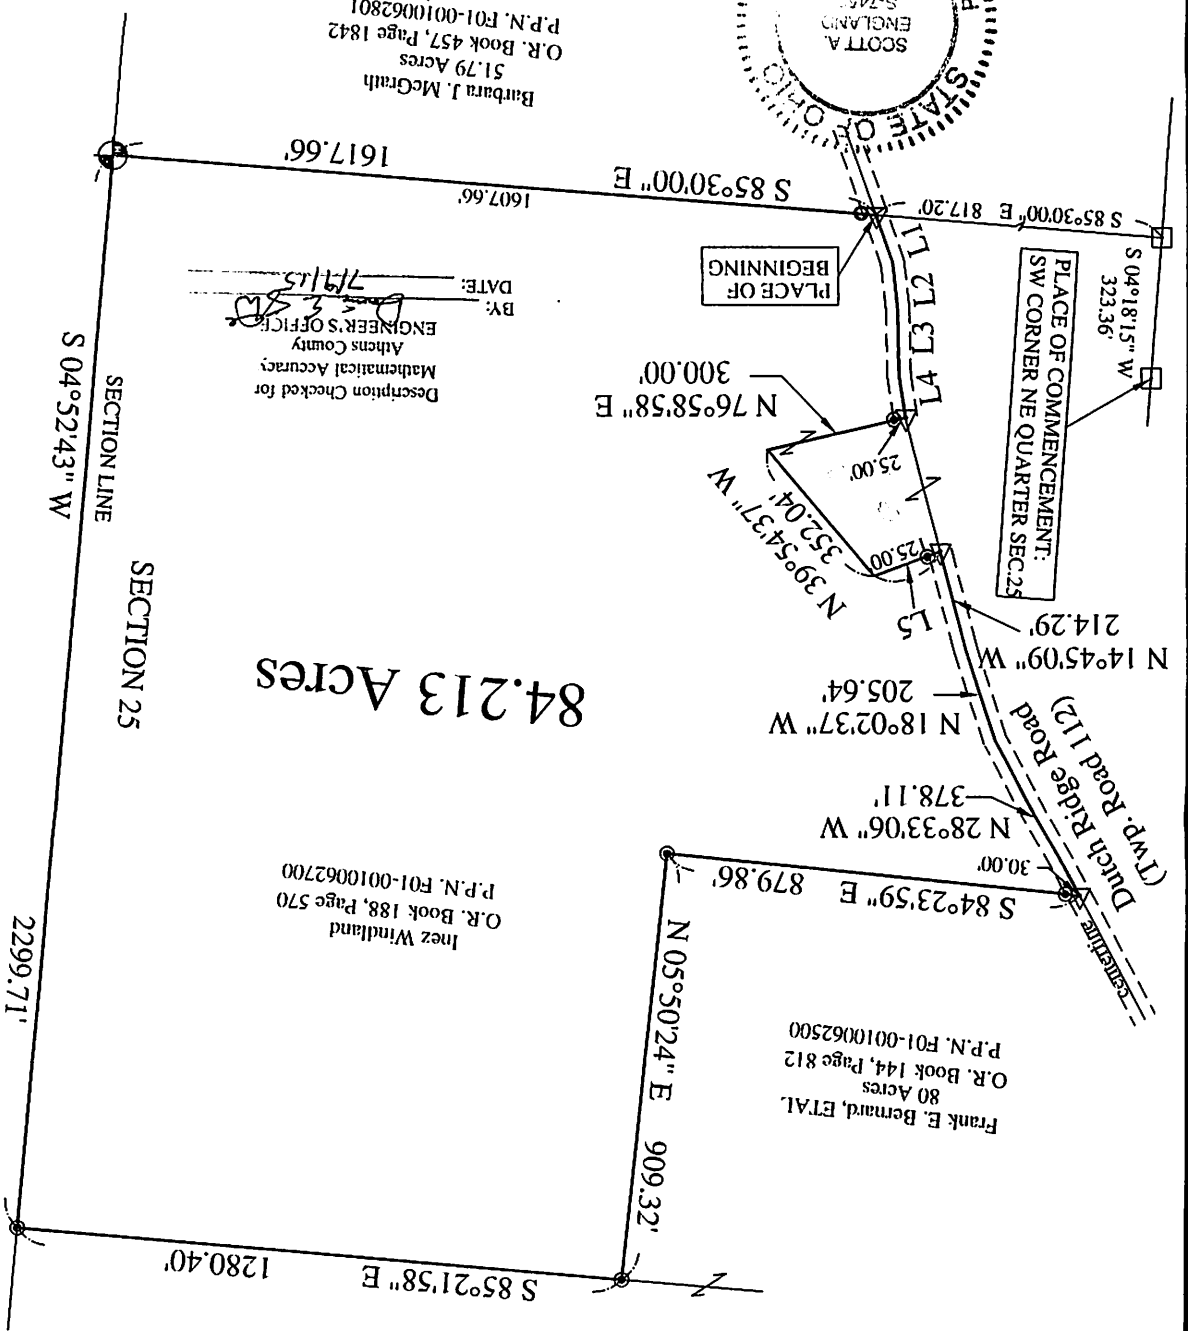 Frank E. Bernard, ETAL
80 Acres
O.R. Book 144, Page 812
P.P.N. F01-0010062500
S 85°21'58" E 1280.40'
N 05°50'24" E 909.32'
centerline
S 84°23'59" E 879.86'
30.00'
Inez Windland
O.R. Book 188, Page 570
P.P.N. F01-0010062700
2299.71'
N 28°33'06" W
378.11'
Dutch Ridge Road
(Twp. Road 112)
N 18°02'37" W
205.64'
N 14°45'09" W
214.29'
84.213 Acres
SECTION 25
L5
25.00'
N 39°54'37" W
352.04'
25.00'
N 76°58'58" E
300.00'
L4 L3 L2 L1
PLACE OF COMMENCEMENT:
SW CORNER NE QUARTER SEC.25
S 04°18'15" W
323.36'
SECTION LINE
S 04°52'43" W
Description Checked for
Mathematical Accuracy
Athens County
ENGINEER'S OFFICE
BY:
DATE: 7/9/15
PLACE OF
BEGINNING
S 85°30'00" E 817.20'
1607.66'
S 85°30'00" E 1617.66'
Barbara J. McGrath
51.79 Acres
O.R. Book 457, Page 1842
P.P.N. F01-0010062801
STATE OF OHIO
SCOTT A.
ENGLAND